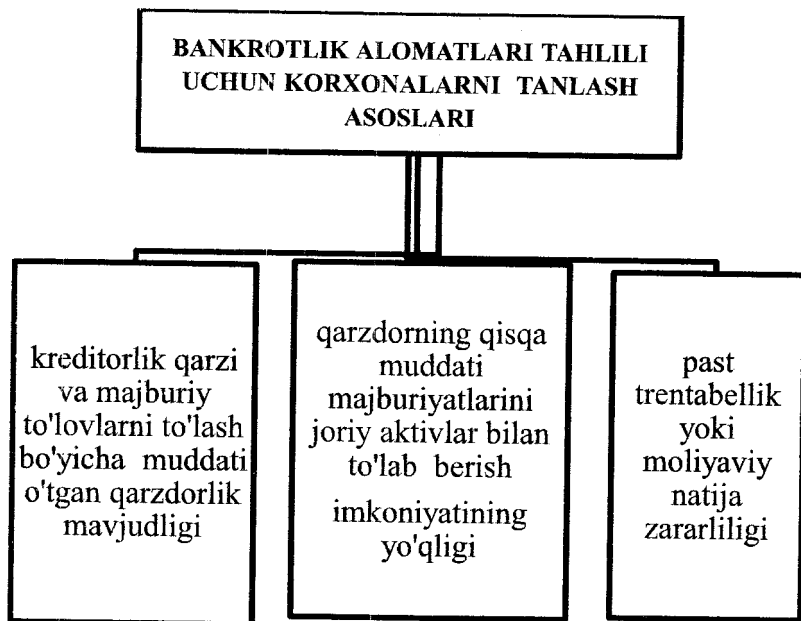 BANKROTLIK ALOMATLARI TAHLILI
UCHUN KORXONALARNI TANLASH
ASOSLARI
kreditorlik qarzi
va majburiy
to'lovlarni to'lash
bo'yicha muddati
o'tgan qarzdorlik
mavjudligi
qarzdorning qisqa
muddati
majburiyatlarini
joriy aktivlar bilan
to'lab berish
imkoniyatining
yo'qligi
past
trentabellik
yoki
moliyaviy
natija
zararliligi